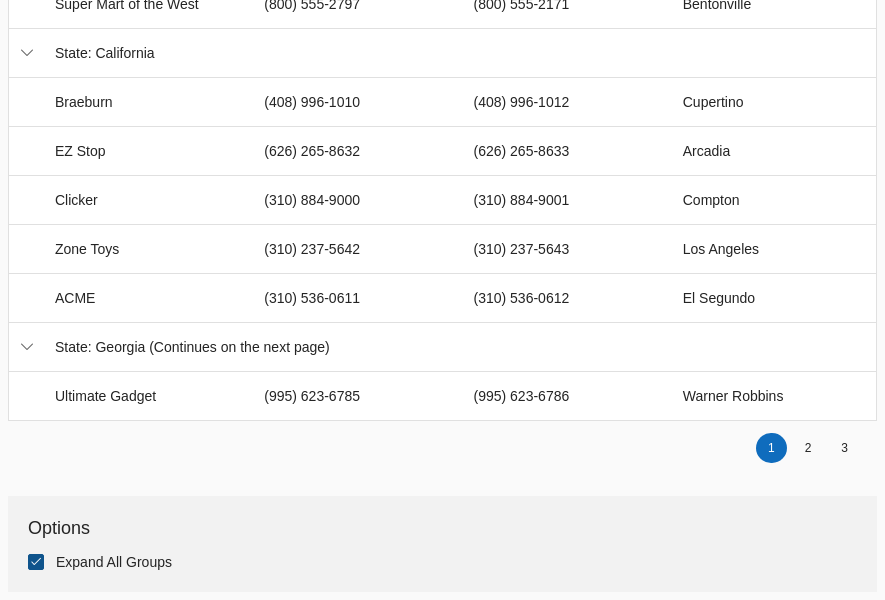 Super Mart of the West (800) 555-2797 (800) 555-2171 Bentonville
State: California
Braeburn (408) 996-1010 (408) 996-1012 Cupertino
EZ Stop (626) 265-8632 (626) 265-8633 Arcadia
Clicker (310) 884-9000 (310) 884-9001 Compton
Zone Toys (310) 237-5642 (310) 237-5643 Los Angeles
ACME (310) 536-0611 (310) 536-0612 El Segundo
State: Georgia (Continues on the next page)
Ultimate Gadget (995) 623-6785 (995) 623-6786 Warner Robbins
1 2 3
Options
Expand All Groups